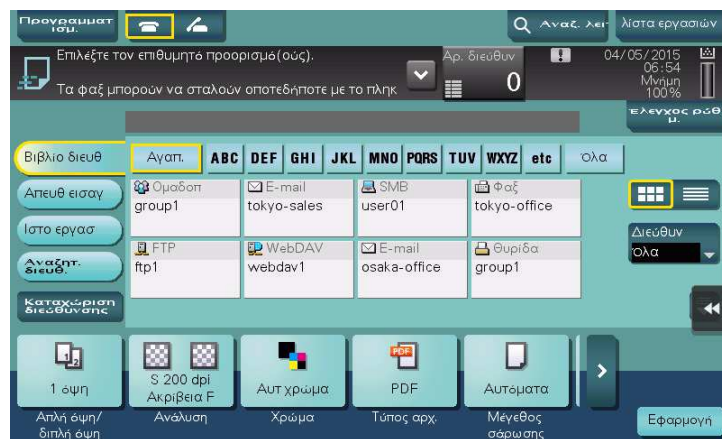 Προγραμματ
ισμ.
Αναζ. λει
λίστα εργασιών
Επιλέξτε τον επιθυμητό προορισμό(ούς).
Τα φαξ μπορούν να σταλούν οποτεδήποτε με το πληκ
Αρ. διευθύν
0
04/05/2015
06:54
Μνήμη
100%
Έλεγχος ρύθ
μ.
Βιβλίο διευθ
Αγαπ.
ABC
DEF
GHI
JKL
MNO
PQRS
TUV
WXYZ
etc
Όλα
Απευθ εισαγ
Ιστο εργασ
Αναζητ.
διευθ.
Καταχώριση
διεύθυνσης
Ομαδοπ
group1
E-mail
tokyo-sales
SMB
user01
Φαξ
tokyo-office
FTP
ftp1
WebDAV
webdav1
E-mail
osaka-office
Θυρίδα
group1
Διεύθυν
Όλα
1 όψη
S 200 dpi
Ακρίβεια F
Αυτ χρώμα
PDF
PDF
Αυτόματα
Απλή όψη/
διπλή όψη
Ανάλυση
Χρώμα
Τύπος αρχ.
Μέγεθος
σάρωσης
Εφαρμογή